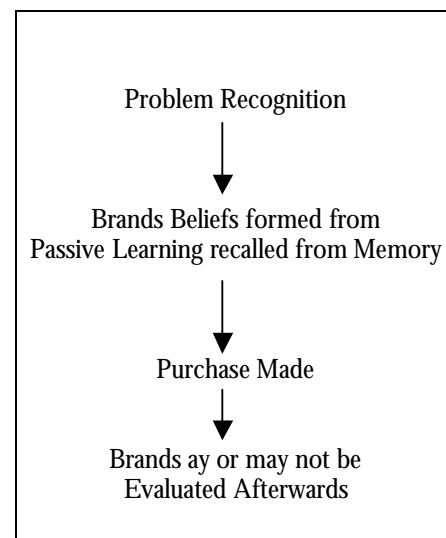 Problem Recognition
Brands Beliefs formed from
Passive Learning recalled from Memory
Purchase Made
Brands ay or may not be
Evaluated Afterwards